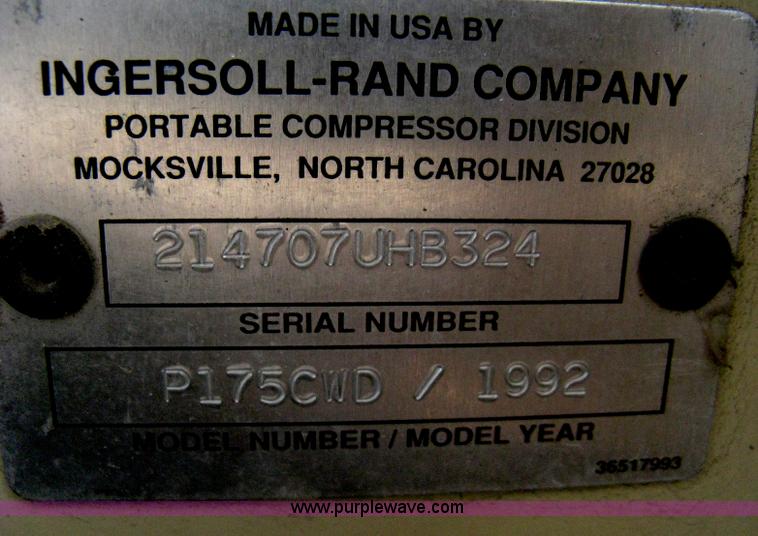 MADE IN USA BY
INGERSOLL-RAND COMPANY
PORTABLE COMPRESSOR DIVISION
MOCKSVILLE, NORTH CAROLINA 27028
214707UHB324
SERIAL NUMBER
P175CWD / 1992
MODEL NUMBER / MODEL YEAR
36517993
www.purplewave.com